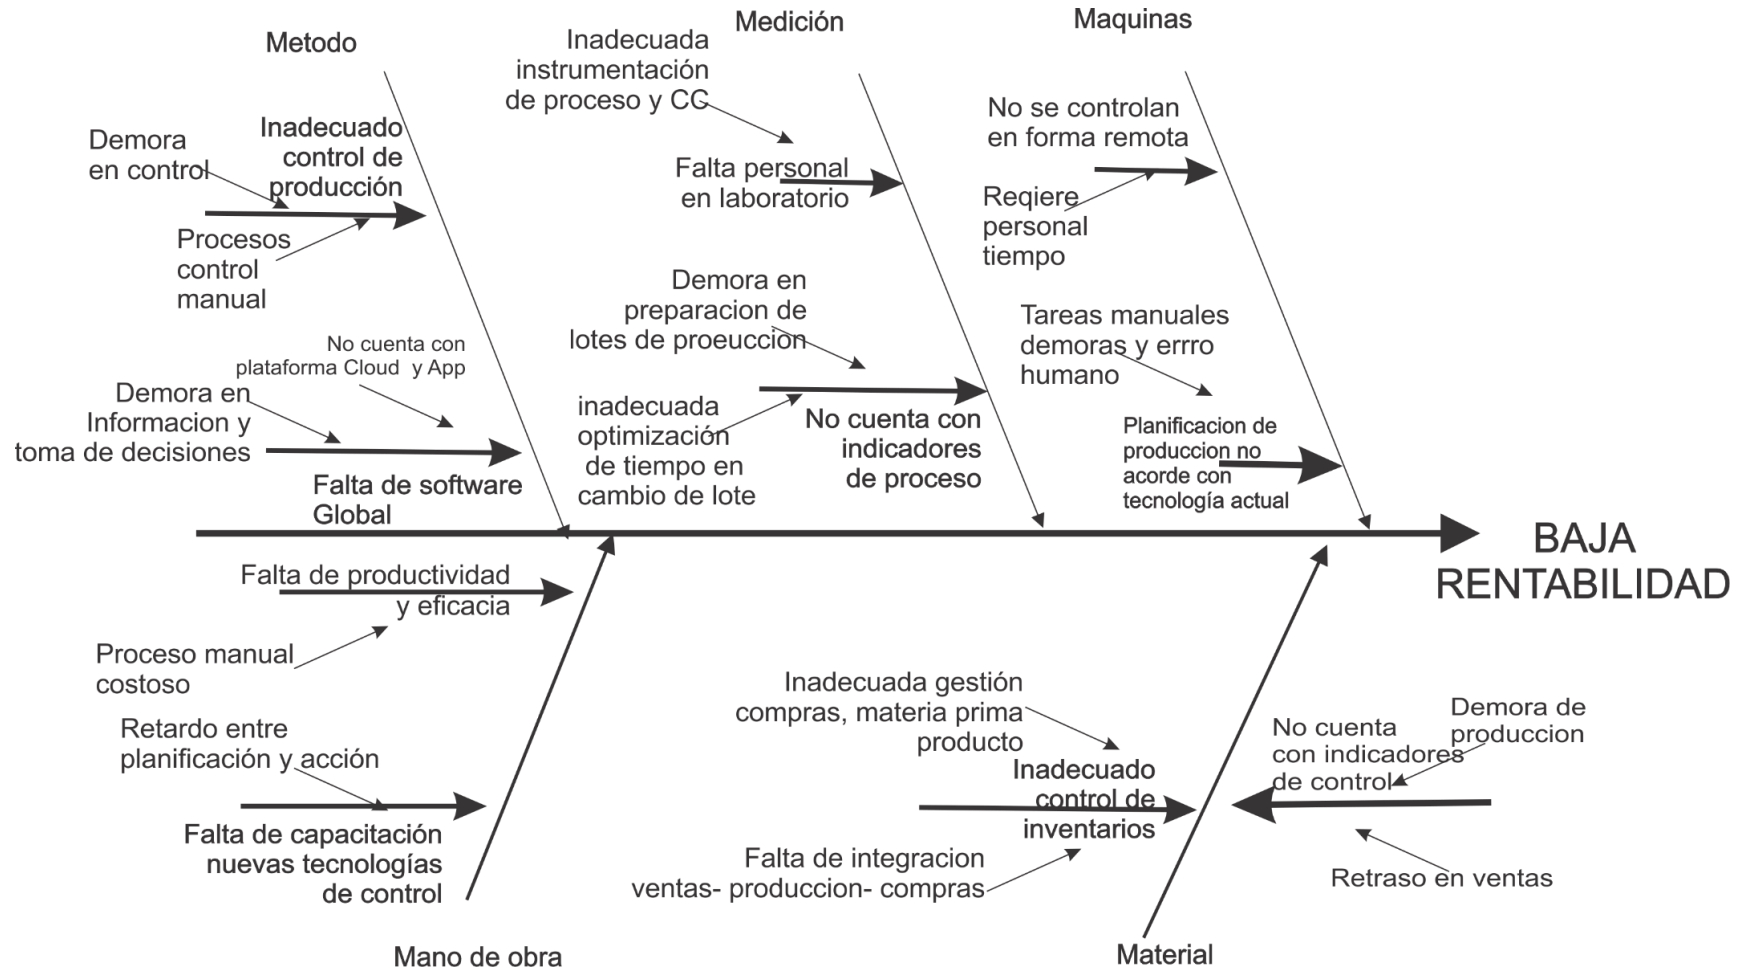 Metodo
Medición
Maquinas
Demora
en control
Inadecuado
control de
producción
Procesos
control
manual
No cuenta con
plataforma Cloud y App
Demora en
Informacion y
toma de decisiones
Falta de software
Global
Inadecuada
instrumentación
de proceso y CC
Falta personal
en laboratorio
Demora en
preparacion de
lotes de proeuccion
inadecuada
optimización
de tiempo en
cambio de lote
No cuenta con
indicadores
de proceso
No se controlan
en forma remota
Reqiere
personal
tiempo
Tareas manuales
demoras y errro
humano
Planificacion de
produccion no
acorde con
tecnología actual
BAJA
RENTABILIDAD
Falta de productividad
y eficacia
Proceso manual
costoso
Retardo entre
planificación y acción
Falta de capacitación
nuevas tecnologías
de control
Mano de obra
Inadecuada gestión
compras, materia prima
producto
Inadecuado
control de
inventarios
Falta de integracion
ventas- produccion- compras
No cuenta
con indicadores
de control
Demora de
produccion
Retraso en ventas
Material